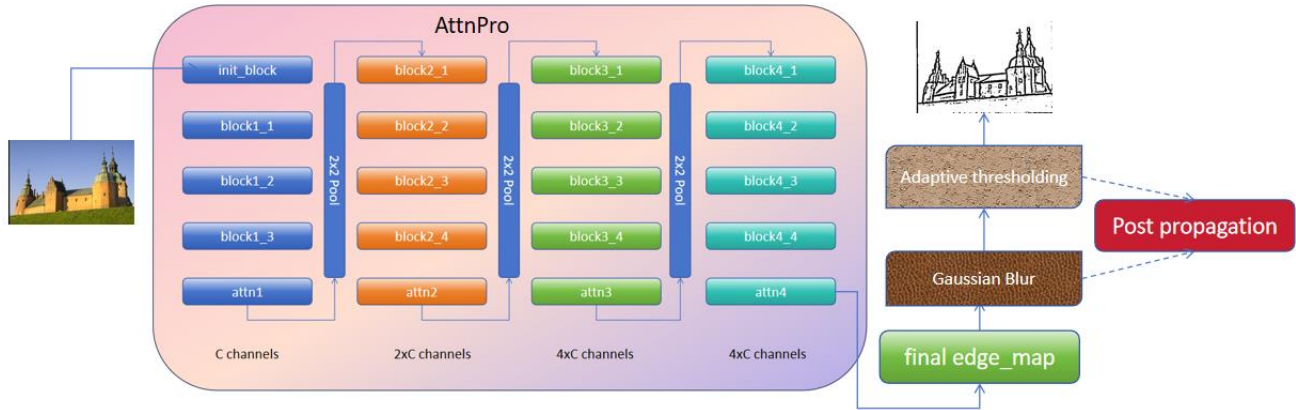 AttnPro
init_block
block1_1
block1_2
block1_3
attn1
C channels
2x2 Pool
block2_1
block2_2
block2_3
block2_4
attn2
2xC channels
2x2 Pool
block3_1
block3_2
block3_3
block3_4
attn3
4xC channels
2x2 Pool
block4_1
block4_2
block4_3
block4_4
attn4
4xC channels
Adaptive thresholding
Gaussian Blur
final edge_map
Post propagation